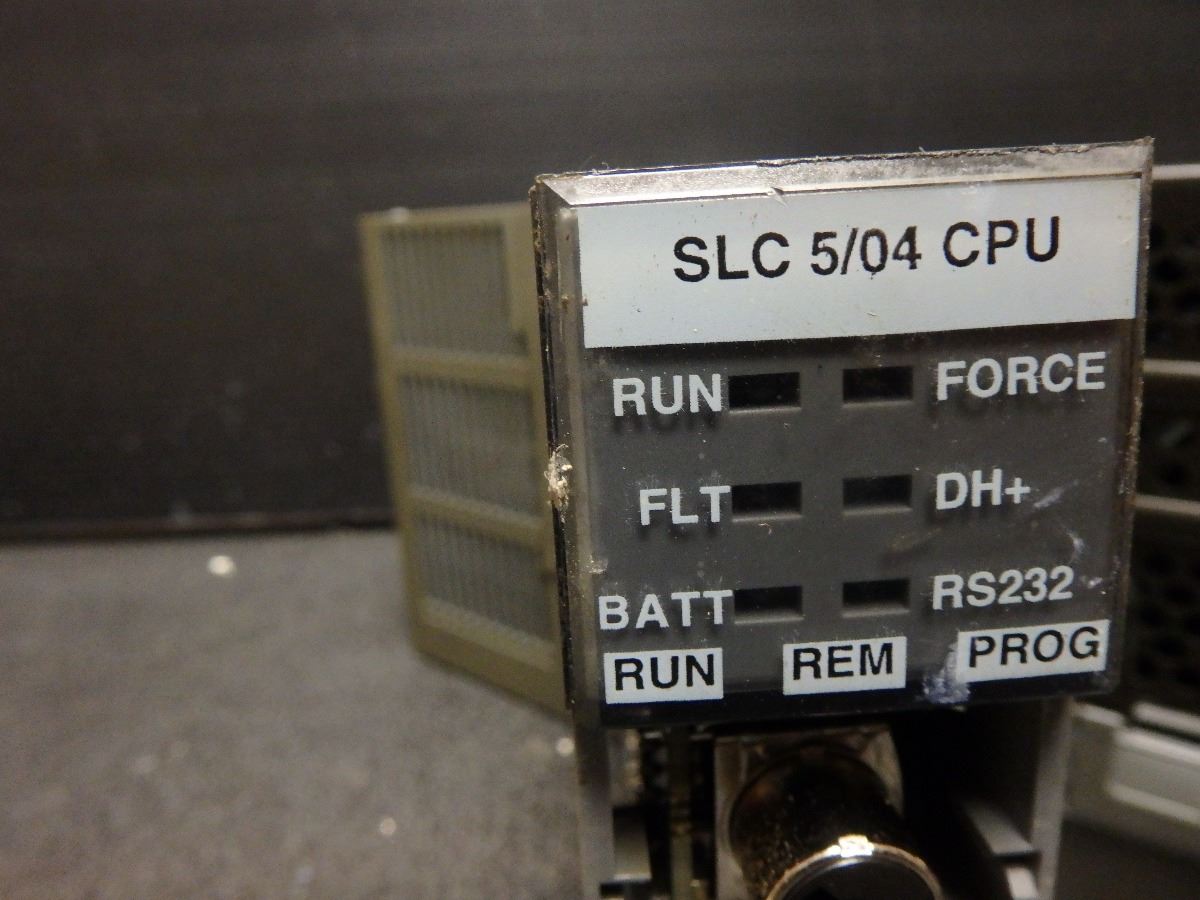 SLC 5/04 CPU
RUN FORCE
FLT DH+
BATT RS232
RUN REM PROG